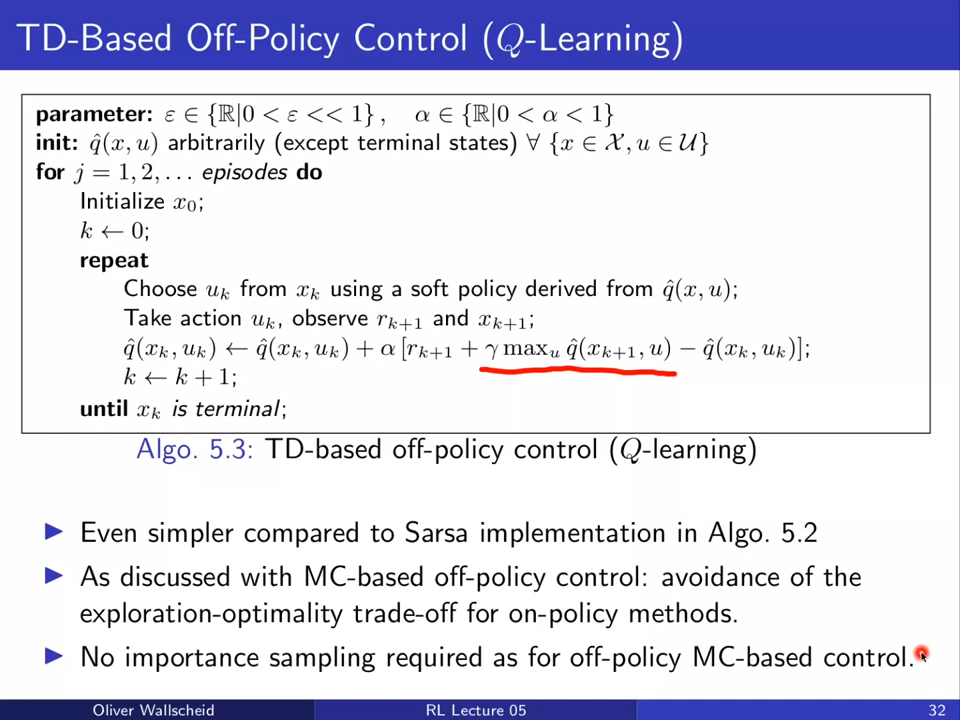 TD-Based Off-Policy Control (Q-Learning)
parameter: ε ∈ {ℝ|0 < ε << 1}, α ∈ {ℝ|0 < α < 1}
init: q̂(x, u) arbitrarily (except terminal states) ∀ {x ∈ 𝒳, u ∈ 𝒰}
for j = 1, 2, . . . episodes do
Initialize x₀;
k ← 0;
repeat
Choose uₖ from xₖ using a soft policy derived from q̂(x, u);
Take action uₖ, observe rₖ₊₁ and xₖ₊₁;
q̂(xₖ, uₖ) ← q̂(xₖ, uₖ) + α [rₖ₊₁ + γ maxᵤ q̂(xₖ₊₁, u) − q̂(xₖ, uₖ)];
k ← k + 1;
until xₖ is terminal;
Algo. 5.3: TD-based off-policy control (Q-learning)
▶ Even simpler compared to Sarsa implementation in Algo. 5.2
▶ As discussed with MC-based off-policy control: avoidance of the
exploration-optimality trade-off for on-policy methods.
▶ No importance sampling required as for off-policy MC-based control.
Oliver Wallscheid RL Lecture 05 32